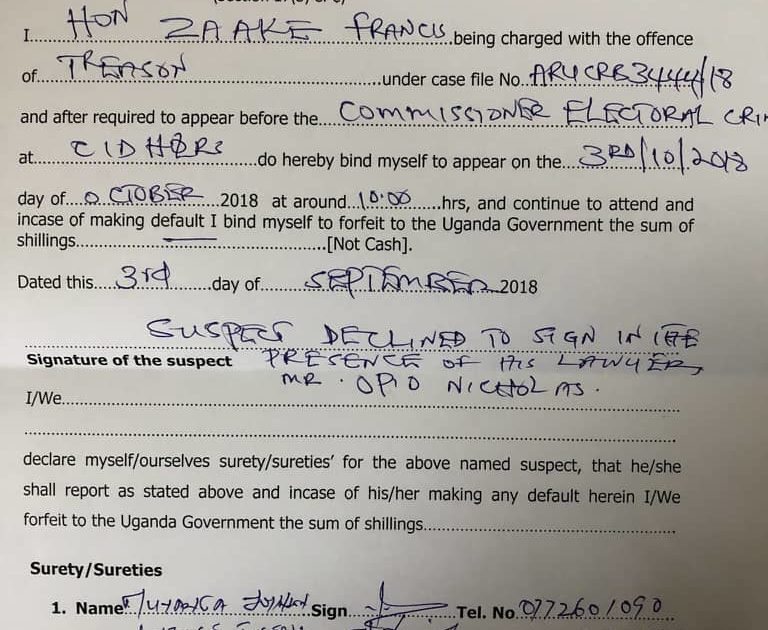 I... HON ZAAKE FRANCIS being charged with the offence
of... TREASON ...under case file No. ARUCRB3444/18
and after required to appear before the... COMMISSIONER ELECTORAL CRI
at... CID HQRS ...do hereby bind myself to appear on the... 3RD/10/2018
day of... OCTOBER ...2018 at around 10:00 ...hrs, and continue to attend and
incase of making default I bind myself to forfeit to the Uganda Government the sum of
shillings... — ...[Not Cash].
Dated this... 3rd ...day of... SEPTEMBER 2018
SUSPECT DECLINED TO SIGN IN THE
Signature of the suspect PRESENCE OF HIS LAWYER,
MR. OPIO NICHOLAS.
I/We...
declare myself/ourselves surety/sureties' for the above named suspect, that he/she
shall report as stated above and incase of his/her making any default herein I/We
forfeit to the Uganda Government the sum of shillings...
Surety/Sureties
1. Name Sign Tel. No 0772601090